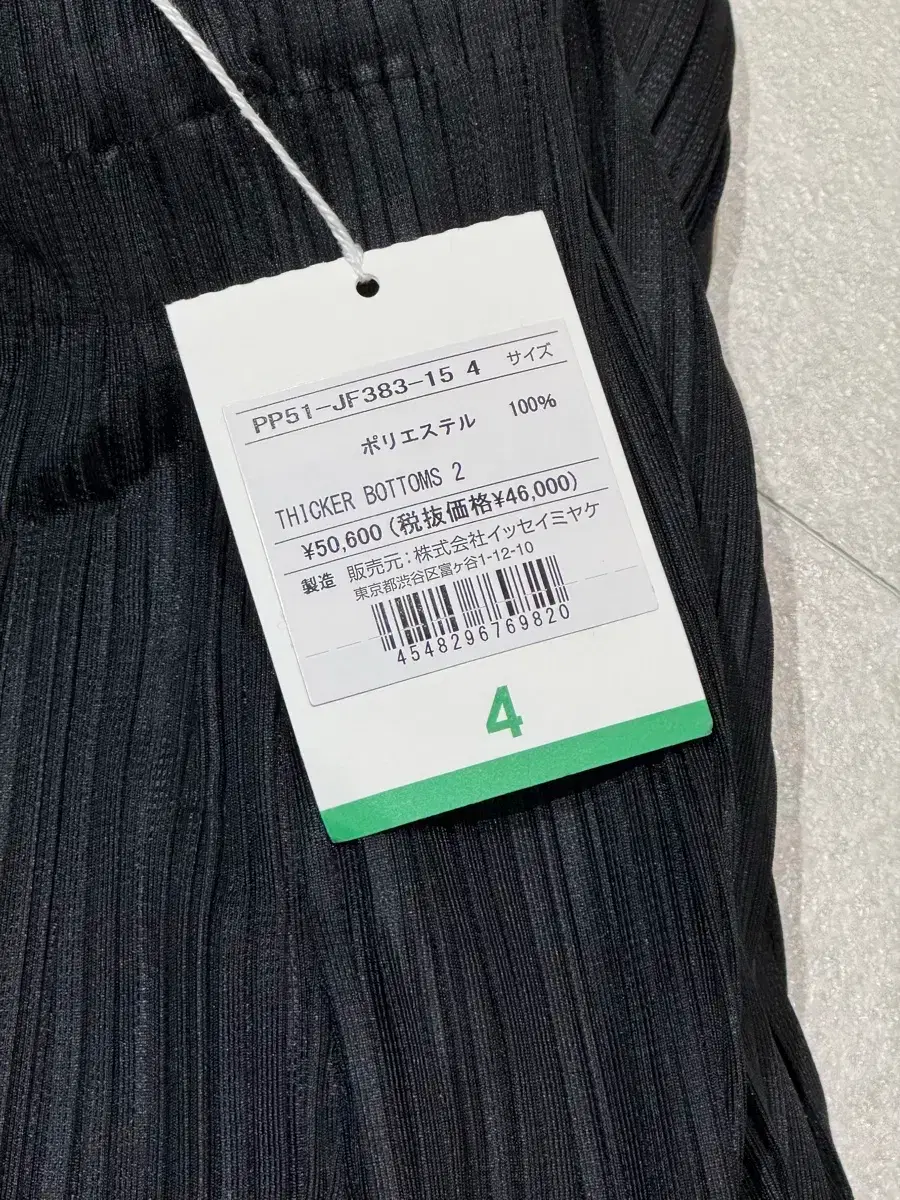 PP51-JF383-15 4 サイズ
ポリエステル 100%
THICKER BOTTOMS 2
¥50,600 (税抜価格¥46,000)
製造 販売元:株式会社イッセイミヤケ
東京都渋谷区富ヶ谷1-12-10
4548296769820
4